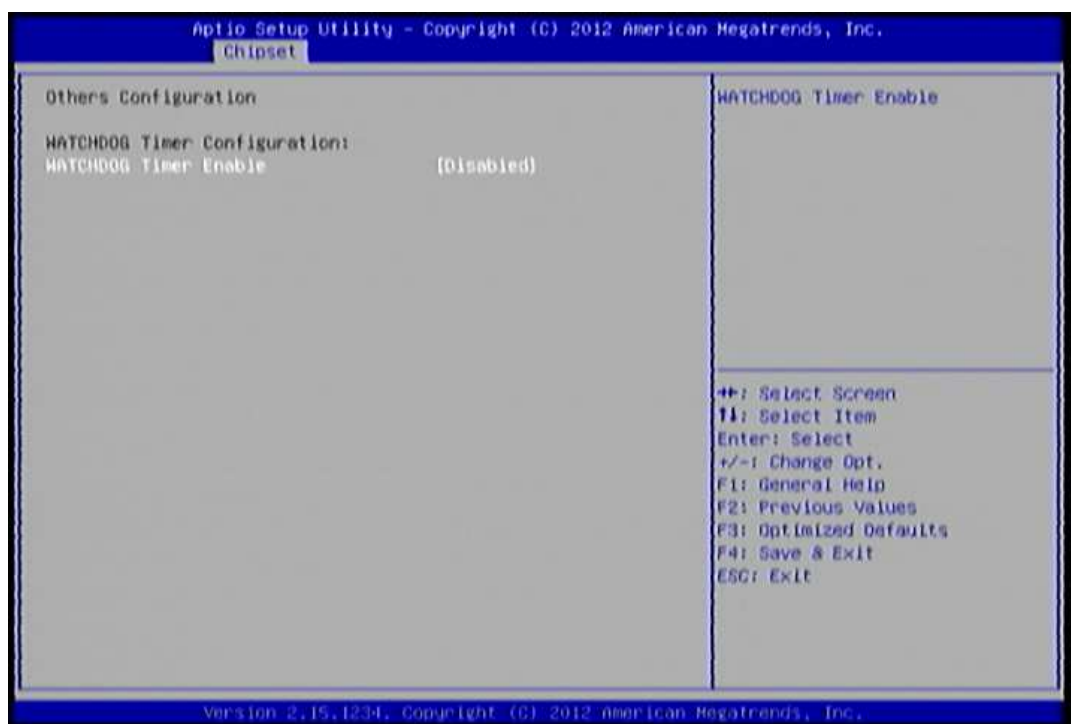 Aptio Setup Utility - Copyright (C) 2012 American Megatrends, Inc.
Chipset
Others Configuration
WATCHDOG Timer Configuration:
WATCHDOG Timer Enable [Disabled]
WATCHDOG Timer Enable
→←: Select Screen
↑↓: Select Item
Enter: Select
+/-: Change Opt.
F1: General Help
F2: Previous Values
F3: Optimized Defaults
F4: Save & Exit
ESC: Exit
Version 2.15.1234. Copyright (C) 2012 American Megatrends, Inc.